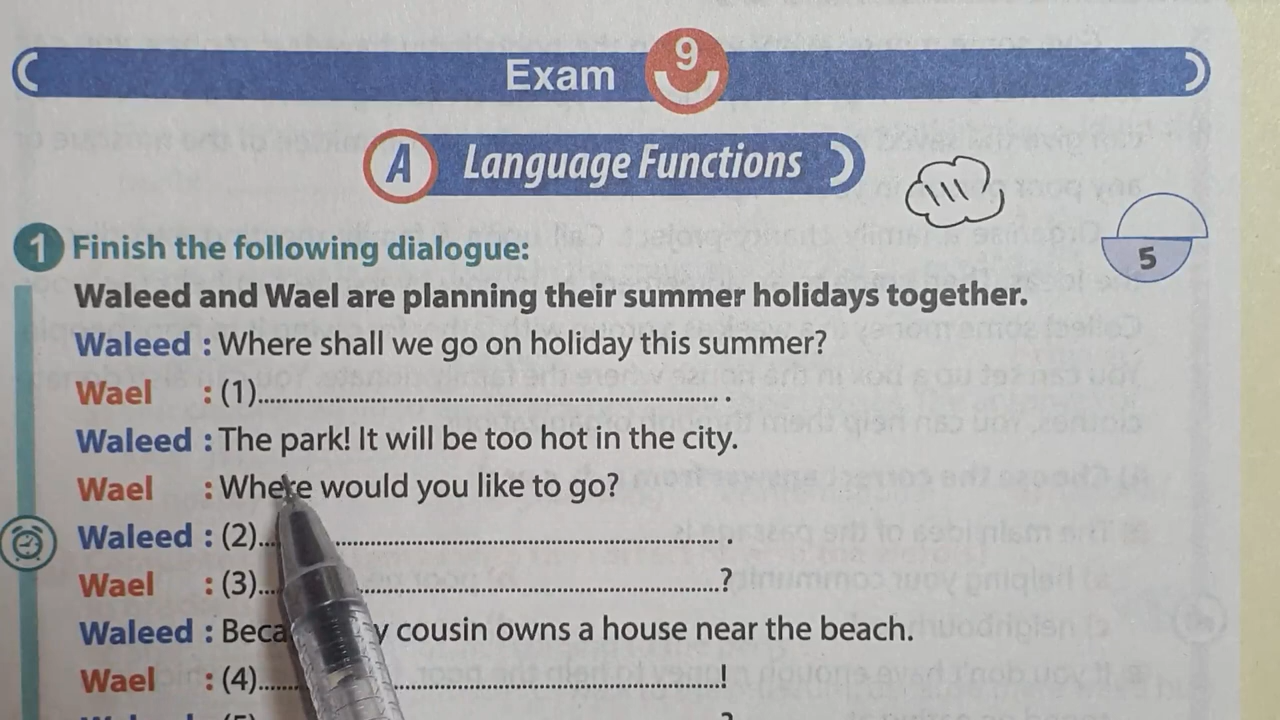 Exam 9
A Language Functions
5
1 Finish the following dialogue:
Waleed and Wael are planning their summer holidays together.
Waleed : Where shall we go on holiday this summer?
Wael : (1)........................................ .
Waleed : The park! It will be too hot in the city.
Wael : Where would you like to go?
Waleed : (2)........................................
Wael : (3)........................................?
Waleed : cousin owns a house near the beach.
Wael : (4)........................................!